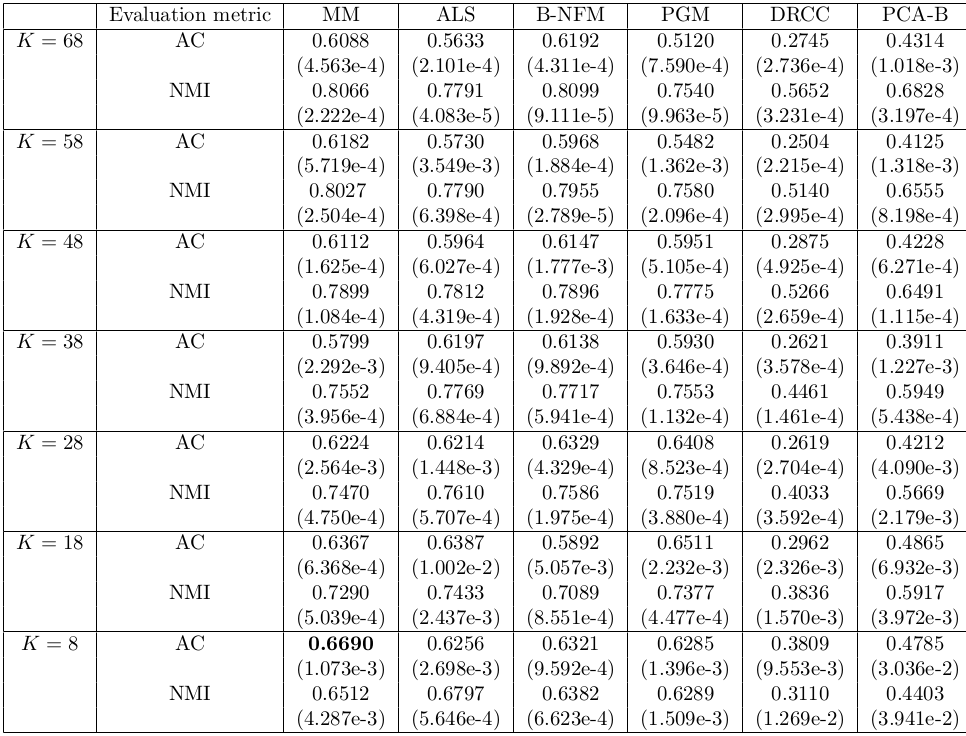 Evaluation metric MM ALS B-NFM PGM DRCC PCA-B
K = 68 AC 0.6088 0.5633 0.6192 0.5120 0.2745 0.4314
(4.563e-4) (2.101e-4) (4.311e-4) (7.590e-4) (2.736e-4) (1.018e-3)
NMI 0.8066 0.7791 0.8099 0.7540 0.5652 0.6828
(2.222e-4) (4.083e-5) (9.111e-5) (9.963e-5) (3.231e-4) (3.197e-4)
K = 58 AC 0.6182 0.5730 0.5968 0.5482 0.2504 0.4125
(5.719e-4) (3.549e-3) (1.884e-4) (1.362e-3) (2.215e-4) (1.318e-3)
NMI 0.8027 0.7790 0.7955 0.7580 0.5140 0.6555
(2.504e-4) (6.398e-4) (2.789e-5) (2.096e-4) (2.995e-4) (8.198e-4)
K = 48 AC 0.6112 0.5964 0.6147 0.5951 0.2875 0.4228
(1.625e-4) (6.027e-4) (1.777e-3) (5.105e-4) (4.925e-4) (6.271e-4)
NMI 0.7899 0.7812 0.7896 0.7775 0.5266 0.6491
(1.084e-4) (4.319e-4) (1.928e-4) (1.633e-4) (2.659e-4) (1.115e-4)
K = 38 AC 0.5799 0.6197 0.6138 0.5930 0.2621 0.3911
(2.292e-3) (9.405e-4) (9.892e-4) (3.646e-4) (3.578e-4) (1.227e-3)
NMI 0.7552 0.7769 0.7717 0.7553 0.4461 0.5949
(3.956e-4) (6.884e-4) (5.941e-4) (1.132e-4) (1.461e-4) (5.438e-4)
K = 28 AC 0.6224 0.6214 0.6329 0.6408 0.2619 0.4212
(2.564e-3) (1.448e-3) (4.329e-4) (8.523e-4) (2.704e-4) (4.090e-3)
NMI 0.7470 0.7610 0.7586 0.7519 0.4033 0.5669
(4.750e-4) (5.707e-4) (1.975e-4) (3.880e-4) (3.592e-4) (2.179e-3)
K = 18 AC 0.6367 0.6387 0.5892 0.6511 0.2962 0.4865
(6.368e-4) (1.002e-2) (5.057e-3) (2.232e-3) (2.326e-3) (6.932e-3)
NMI 0.7290 0.7433 0.7089 0.7377 0.3836 0.5917
(5.039e-4) (2.437e-3) (8.551e-4) (4.477e-4) (1.570e-3) (3.972e-3)
K = 8 AC 0.6690 0.6256 0.6321 0.6285 0.3809 0.4785
(1.073e-3) (2.698e-3) (9.592e-4) (1.396e-3) (9.553e-3) (3.036e-2)
NMI 0.6512 0.6797 0.6382 0.6289 0.3110 0.4403
(4.287e-3) (5.646e-4) (6.623e-4) (1.509e-3) (1.269e-2) (3.941e-2)